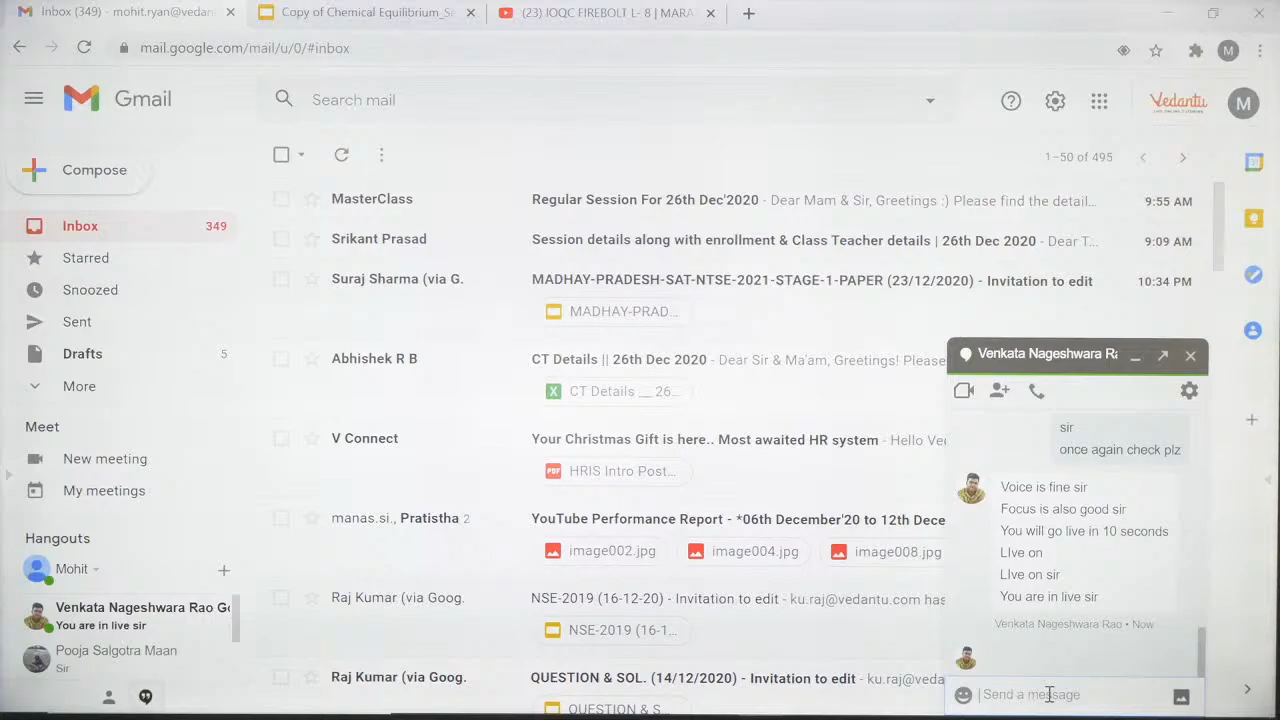 Inbox (349) - mohit.ryan@vedan
Copy of Chemical Equilibrium_Se
(23) IOQC FIREBOLT L- 8 | MARA
mail.google.com/mail/u/0/#inbox
M
Gmail
Search mail
Vedantu
M
Compose
1–50 of 495
Inbox 349
Starred
Snoozed
Sent
Drafts 5
More
Meet
New meeting
My meetings
Hangouts
Mohit
Venkata Nageshwara Rao Go
You are in live sir
Pooja Salgotra Maan
Sir
MasterClass Regular Session For 26th Dec'2020 - Dear Mam & Sir, Greetings :) Please find the detail... 9:55 AM
Srikant Prasad Session details along with enrollment & Class Teacher details | 26th Dec 2020 - Dear T... 9:09 AM
Suraj Sharma (via G. MADHAY-PRADESH-SAT-NTSE-2021-STAGE-1-PAPER (23/12/2020) - Invitation to edit 10:34 PM
MADHAY-PRAD...
Abhishek R B CT Details || 26th Dec 2020 - Dear Sir & Ma'am, Greetings! Please
CT Details __ 26...
V Connect Your Christmas Gift is here.. Most awaited HR system - Hello Ved
PDF HRIS Intro Post...
manas.si., Pratistha 2 YouTube Performance Report - *06th December'20 to 12th Dece
image002.jpg image004.jpg image008.jpg
Raj Kumar (via Goog. NSE-2019 (16-12-20) - Invitation to edit - ku.raj@vedantu.com has
NSE-2019 (16-1...
Raj Kumar (via Goog. QUESTION & SOL. (14/12/2020) - Invitation to edit - ku.raj@veda
QUESTION & S...
Venkata Nageshwara Ra
sir
once again check plz
Voice is fine sir
Focus is also good sir
You will go live in 10 seconds
LIve on
LIve on sir
You are in live sir
Venkata Nageshwara Rao • Now
Send a message